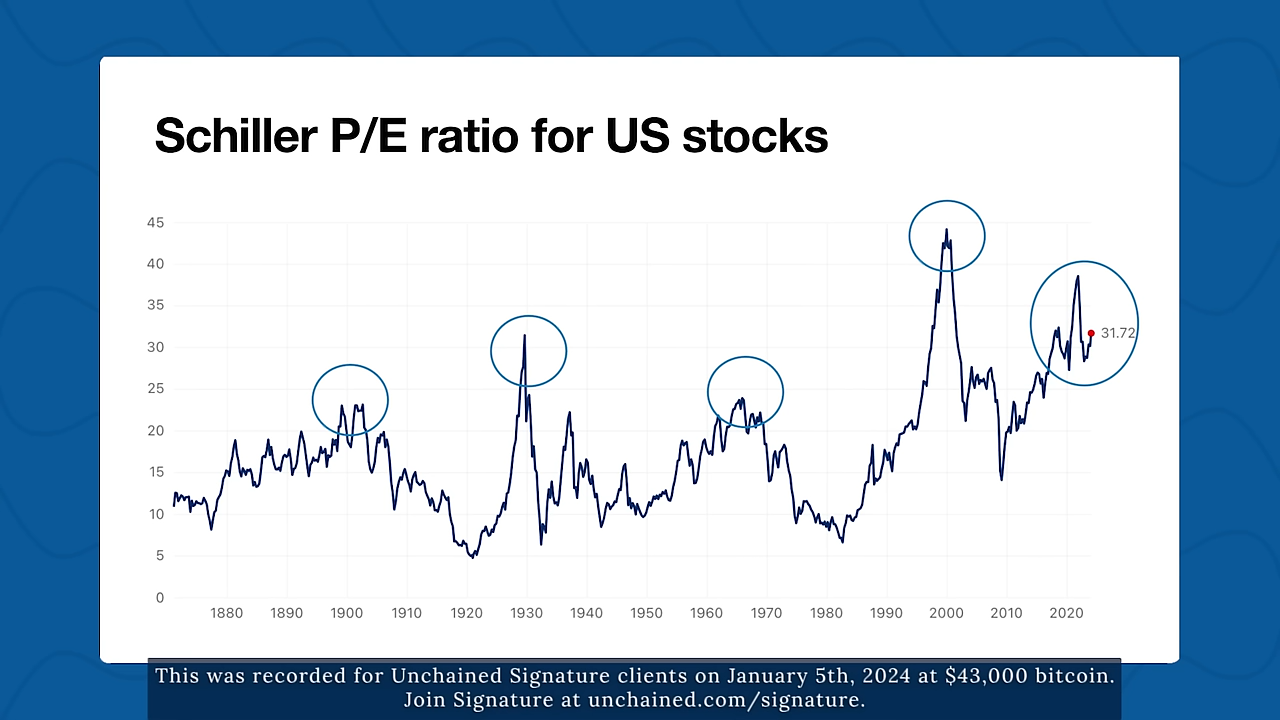 Schiller P/E ratio for US stocks
45
40
35
30
25
20
15
10
5
0
31.72
1880 1890 1900 1910 1920 1930 1940 1950 1960 1970 1980 1990 2000 2010 2020
This was recorded for Unchained Signature clients on January 5th, 2024 at $43,000 bitcoin.
Join Signature at unchained.com/signature.